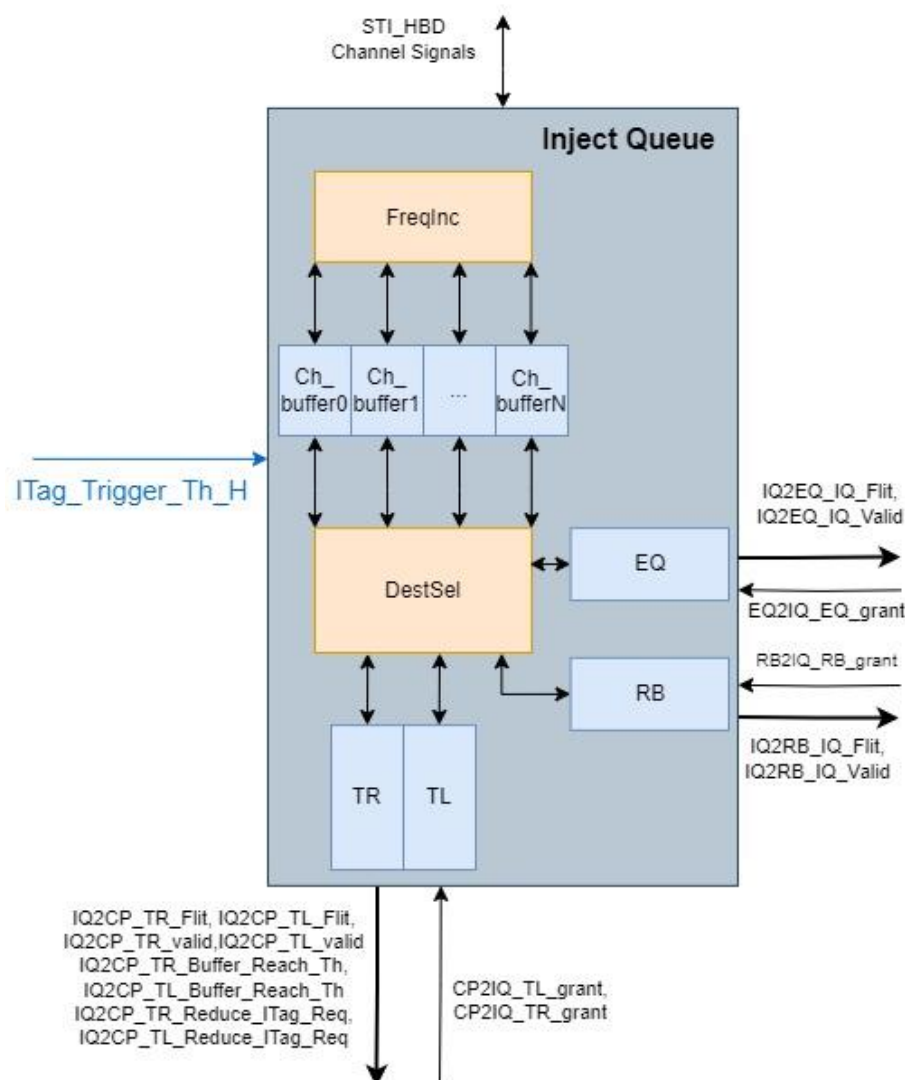 STI_HBD
Channel Signals
Inject Queue
FreqInc
Ch_
buffer0
Ch_
buffer1
...
Ch_
bufferN
ITag_Trigger_Th_H
IQ2EQ_IQ_Flit,
IQ2EQ_IQ_Valid
EQ
DestSel
EQ2IQ_EQ_grant
RB2IQ_RB_grant
RB
IQ2RB_IQ_Flit,
IQ2RB_IQ_Valid
TR
TL
IQ2CP_TR_Flit, IQ2CP_TL_Flit,
IQ2CP_TR_valid,IQ2CP_TL_valid
IQ2CP_TR_Buffer_Reach_Th,
IQ2CP_TL_Buffer_Reach_Th
IQ2CP_TR_Reduce_ITag_Req,
IQ2CP_TL_Reduce_ITag_Req
CP2IQ_TL_grant,
CP2IQ_TR_grant